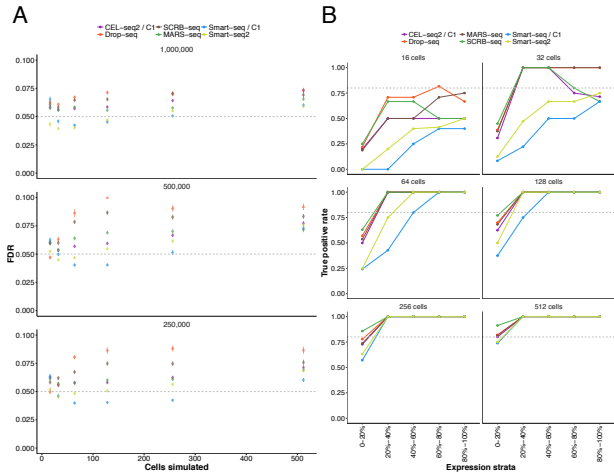 A
CEL−seq2 / C1 SCRB−seq Smart−seq / C1
Drop−seq MARS−seq Smart−seq2
1,000,000
0.100
0.075
0.050
0.025
0.000
500,000
0.100
0.075
0.050
0.025
0.000
FDR
250,000
0.100
0.075
0.050
0.025
0.000
0 100 200 300 400 500
Cells simulated
B
CEL−seq2 / C1 MARS−seq Smart−seq / C1
Drop−seq SCRB−seq Smart−seq2
16 cells 32 cells
1.00
0.75
0.50
0.25
0.00
64 cells 128 cells
1.00
0.75
0.50
0.25
0.00
True positive rate
256 cells 512 cells
1.00
0.75
0.50
0.25
0.00
0−20% 20%−40% 40%−60% 60%−80% 80%−100% 0−20% 20%−40% 40%−60% 60%−80% 80%−100%
Expression strata